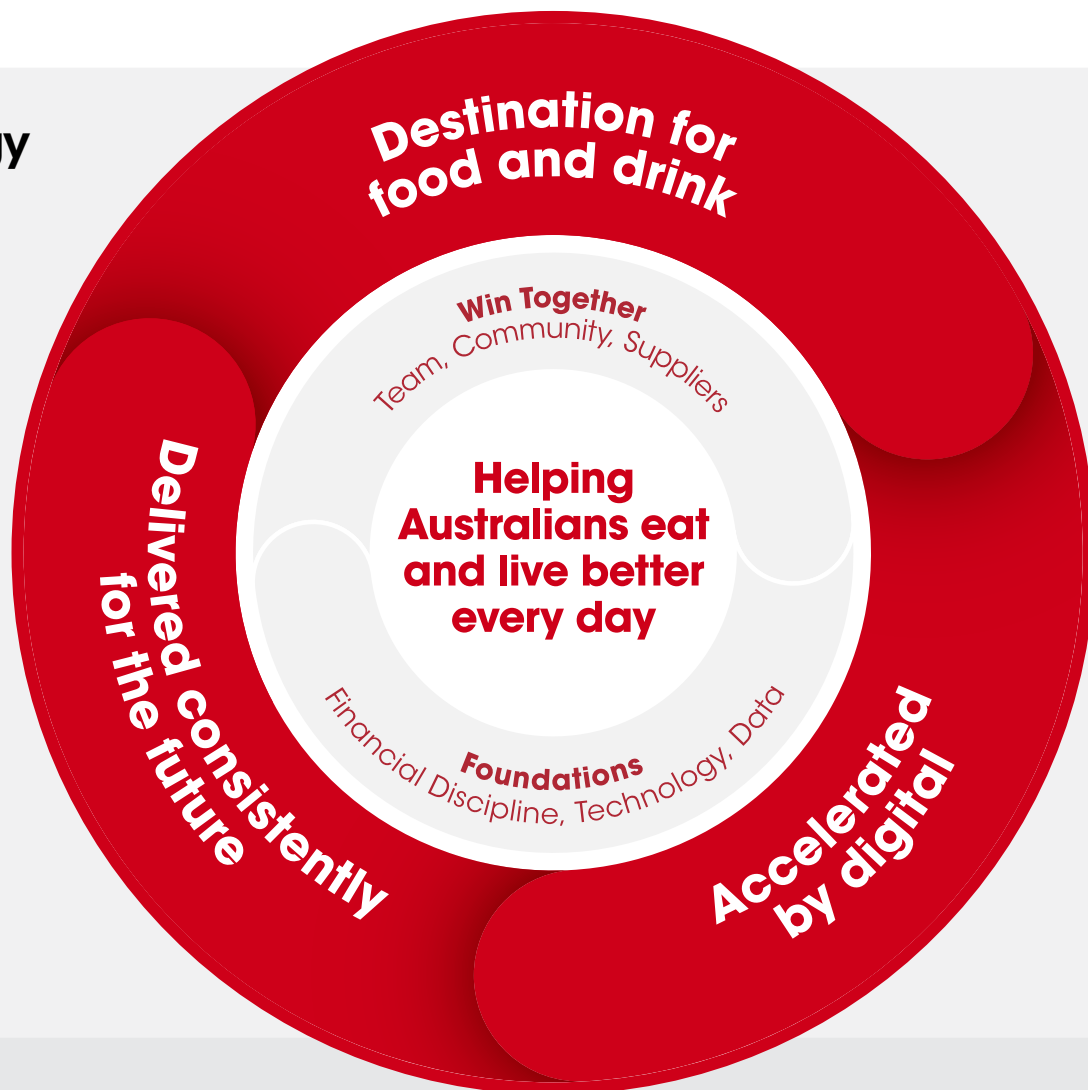 Destination for
food and drink
Win Together
Team, Community, Suppliers
Helping
Australians eat
and live better
every day
Foundations
Financial Discipline, Technology, Data
Accelerated
by digital
Delivered consistently
for the future